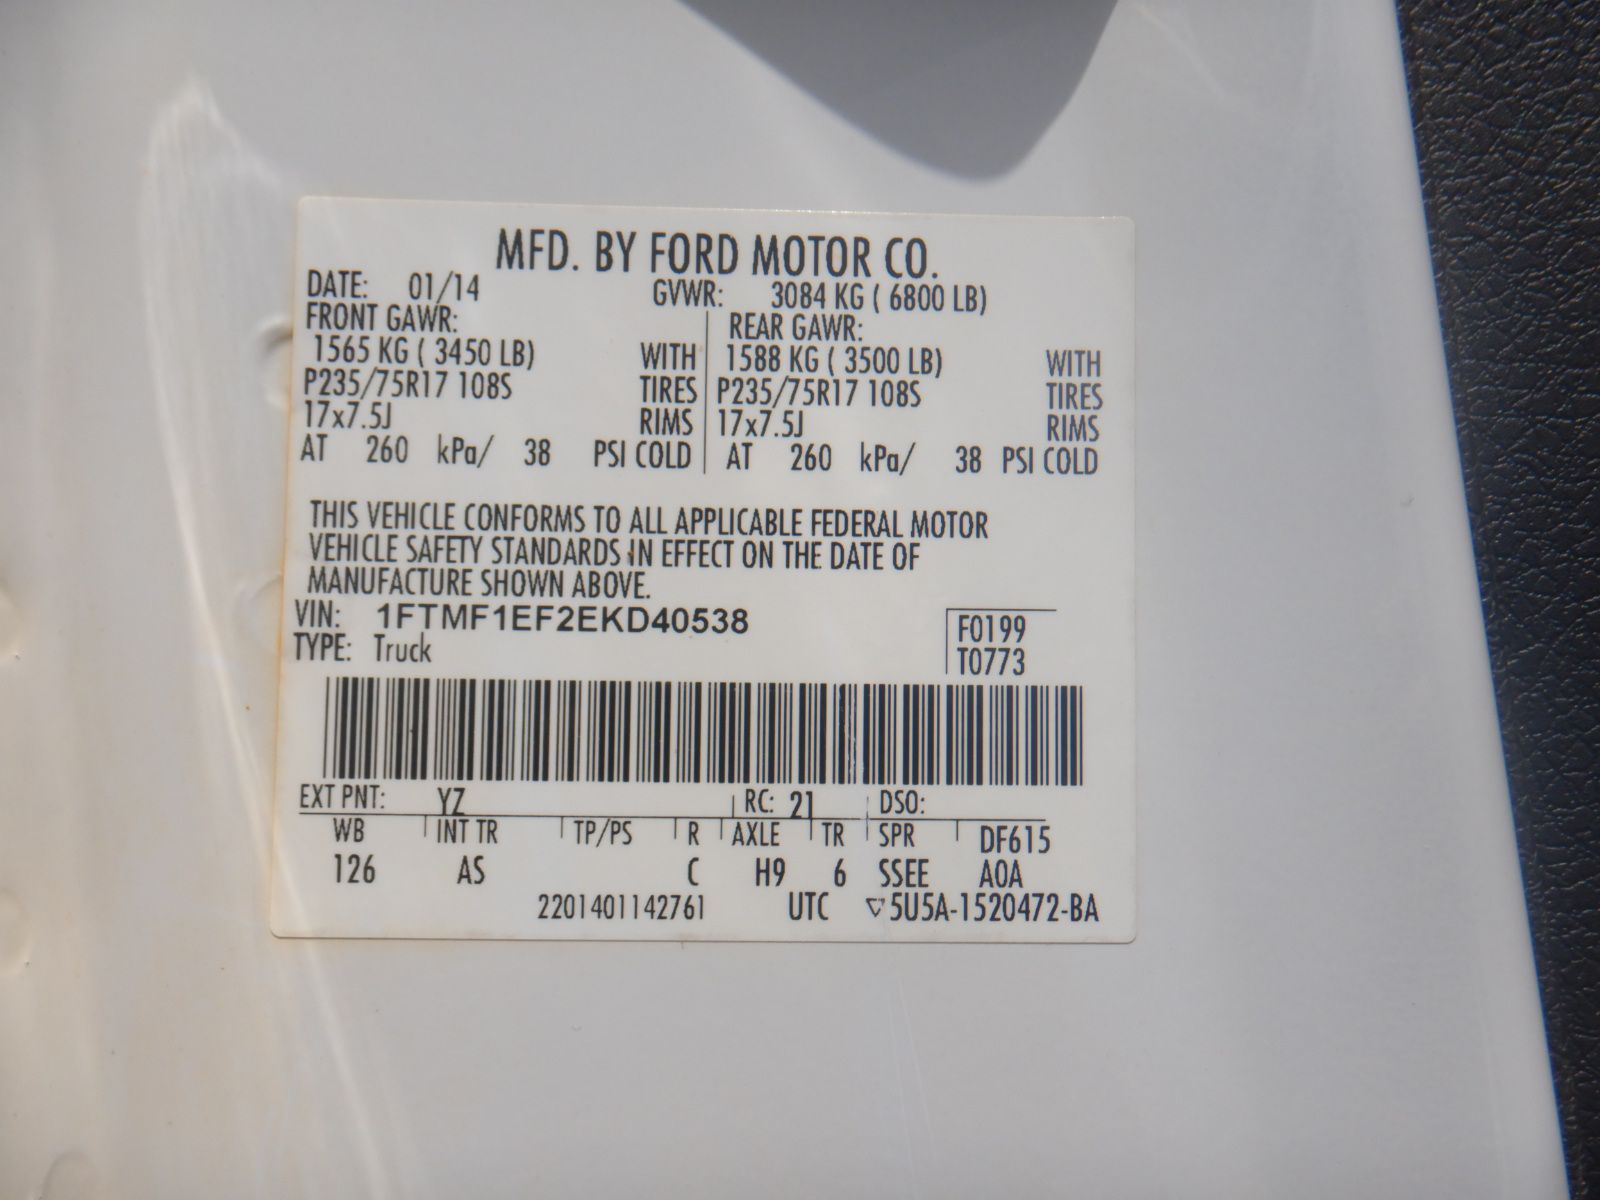 MFD. BY FORD MOTOR CO.
DATE: 01/14 GVWR: 3084 KG ( 6800 LB)
FRONT GAWR: REAR GAWR:
1565 KG ( 3450 LB) WITH 1588 KG ( 3500 LB) WITH
P235/75R17 108S TIRES P235/75R17 108S TIRES
17x7.5J RIMS 17x7.5J RIMS
AT 260 kPa/ 38 PSI COLD AT 260 kPa/ 38 PSI COLD
THIS VEHICLE CONFORMS TO ALL APPLICABLE FEDERAL MOTOR
VEHICLE SAFETY STANDARDS IN EFFECT ON THE DATE OF
MANUFACTURE SHOWN ABOVE.
VIN: 1FTMF1EF2EKD40538 F0199
TYPE: Truck T0773
EXT PNT: YZ RC: 21 DSO:
WB INT TR TP/PS R AXLE TR SPR DF615
126 AS C H9 6 SSEE A0A
2201401142761 UTC ▽5U5A-1520472-BA